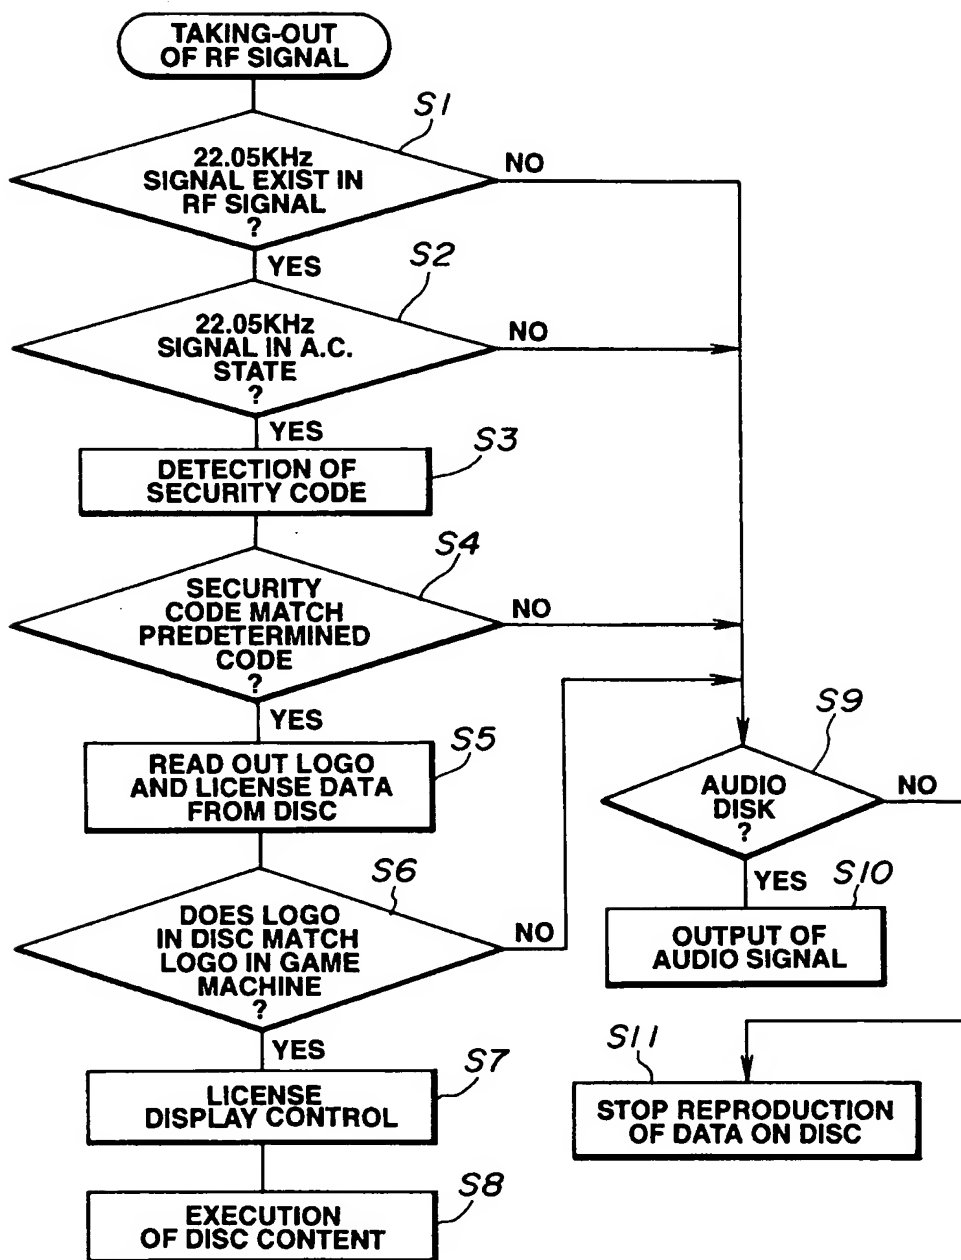 TAKING-OUT
OF RF SIGNAL
S1
22.05KHz
SIGNAL EXIST IN
RF SIGNAL
?
NO
YES
S2
22.05KHz
SIGNAL IN A.C.
STATE
?
NO
YES
S3
DETECTION OF
SECURITY CODE
S4
SECURITY
CODE MATCH
PREDETERMINED
CODE
?
NO
YES
S5
READ OUT LOGO
AND LICENSE DATA
FROM DISC
S6
DOES LOGO
IN DISC MATCH
LOGO IN GAME
MACHINE
?
NO
YES
S7
LICENSE
DISPLAY CONTROL
S8
EXECUTION
OF DISC CONTENT
S9
AUDIO
DISK
?
NO
YES
S10
OUTPUT OF
AUDIO SIGNAL
S11
STOP REPRODUCTION
OF DATA ON DISC